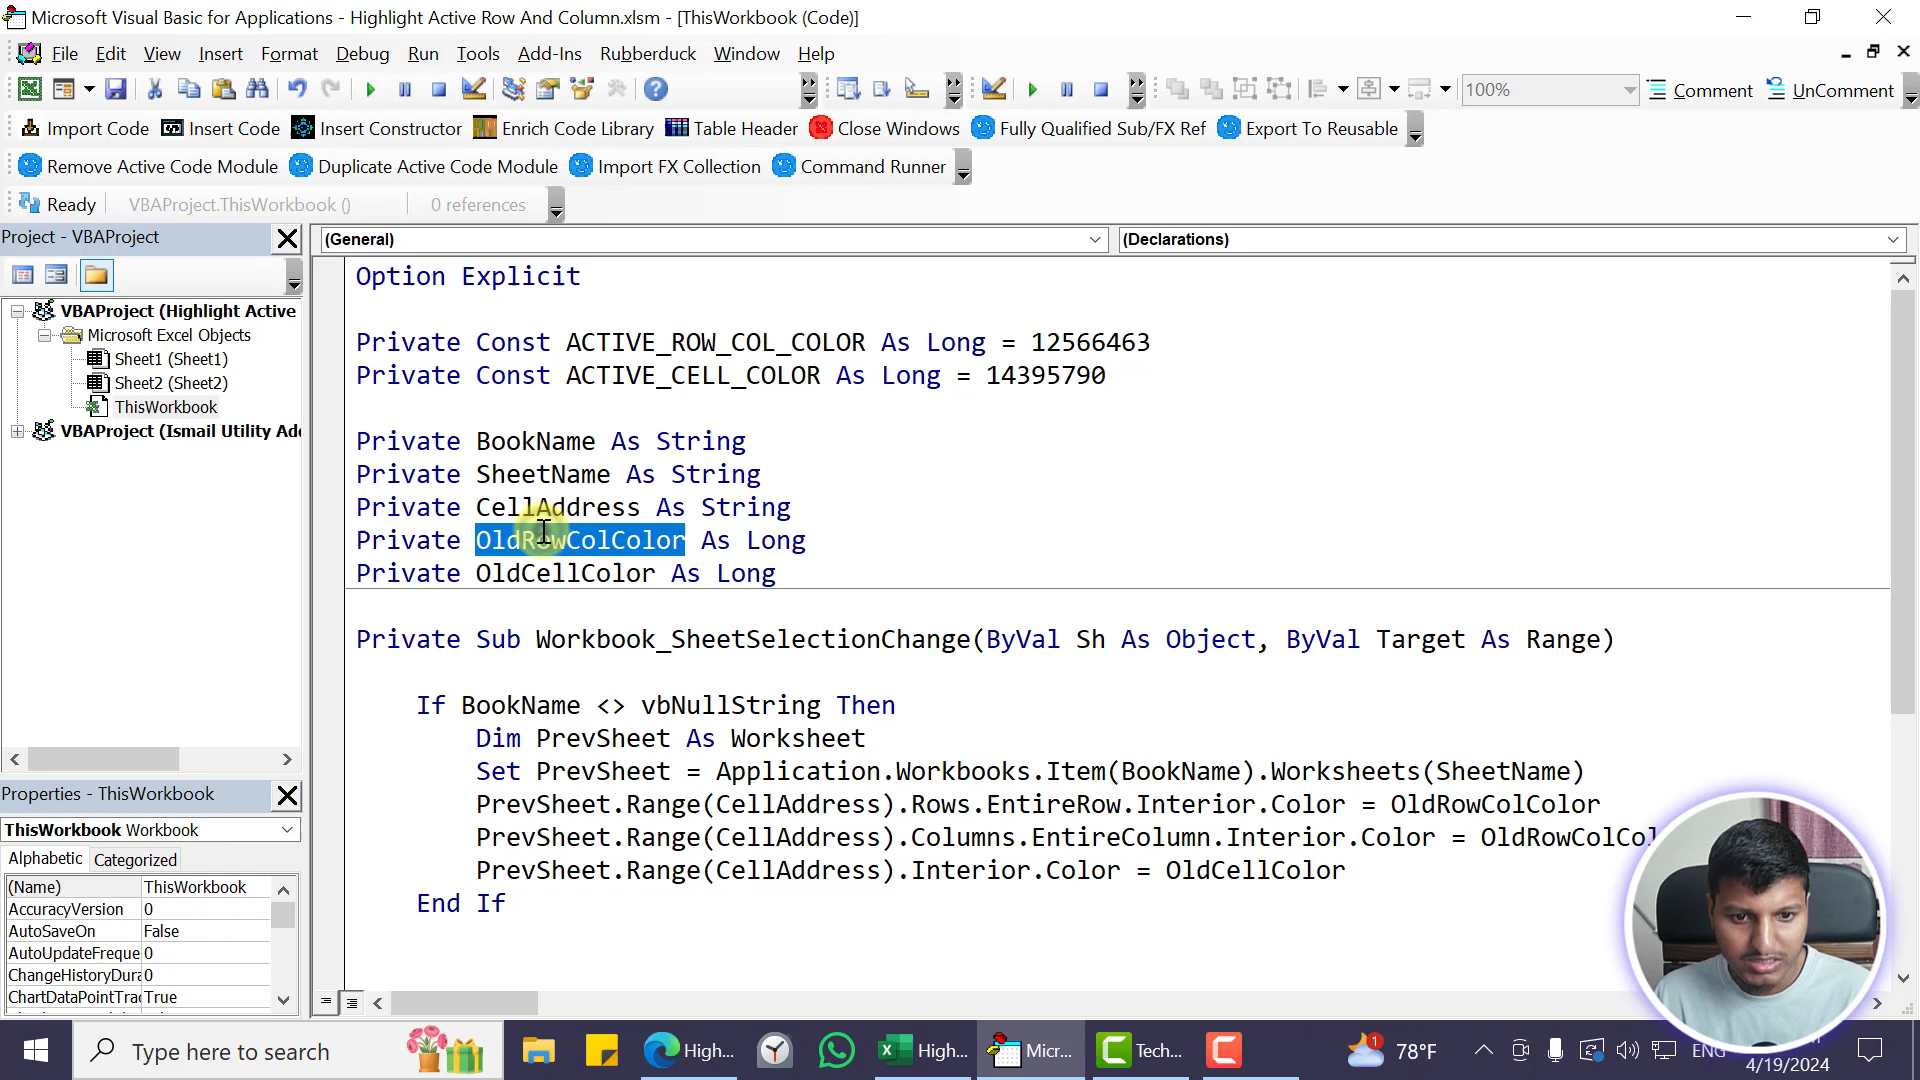 Microsoft Visual Basic for Applications - Highlight Active Row And Column.xlsm - [ThisWorkbook (Code)]
File Edit View Insert Format Debug Run Tools Add-Ins Rubberduck Window Help
100% Comment UnComment
Import Code Insert Code Insert Constructor Enrich Code Library Table Header Close Windows Fully Qualified Sub/FX Ref Export To Reusable
Remove Active Code Module Duplicate Active Code Module Import FX Collection Command Runner
Ready VBAProject.ThisWorkbook () 0 references
Project - VBAProject
(General) (Declarations)
VBAProject (Highlight Active
Microsoft Excel Objects
Sheet1 (Sheet1)
Sheet2 (Sheet2)
ThisWorkbook
VBAProject (Ismail Utility Add
Properties - ThisWorkbook
ThisWorkbook Workbook
Alphabetic Categorized
(Name) ThisWorkbook
AccuracyVersion 0
AutoSaveOn False
AutoUpdateFreque 0
ChangeHistoryDura 0
ChartDataPointTrac True
Option Explicit
Private Const ACTIVE_ROW_COL_COLOR As Long = 12566463
Private Const ACTIVE_CELL_COLOR As Long = 14395790
Private BookName As String
Private SheetName As String
Private CellAddress As String
Private OldRowColColor As Long
Private OldCellColor As Long
Private Sub Workbook_SheetSelectionChange(ByVal Sh As Object, ByVal Target As Range)
If BookName <> vbNullString Then
Dim PrevSheet As Worksheet
Set PrevSheet = Application.Workbooks.Item(BookName).Worksheets(SheetName)
PrevSheet.Range(CellAddress).Rows.EntireRow.Interior.Color = OldRowColColor
PrevSheet.Range(CellAddress).Columns.EntireColumn.Interior.Color = OldRowColCol
PrevSheet.Range(CellAddress).Interior.Color = OldCellColor
End If
Type here to search High... High... Micr... Tech... 1 78°F ENG
4/19/2024